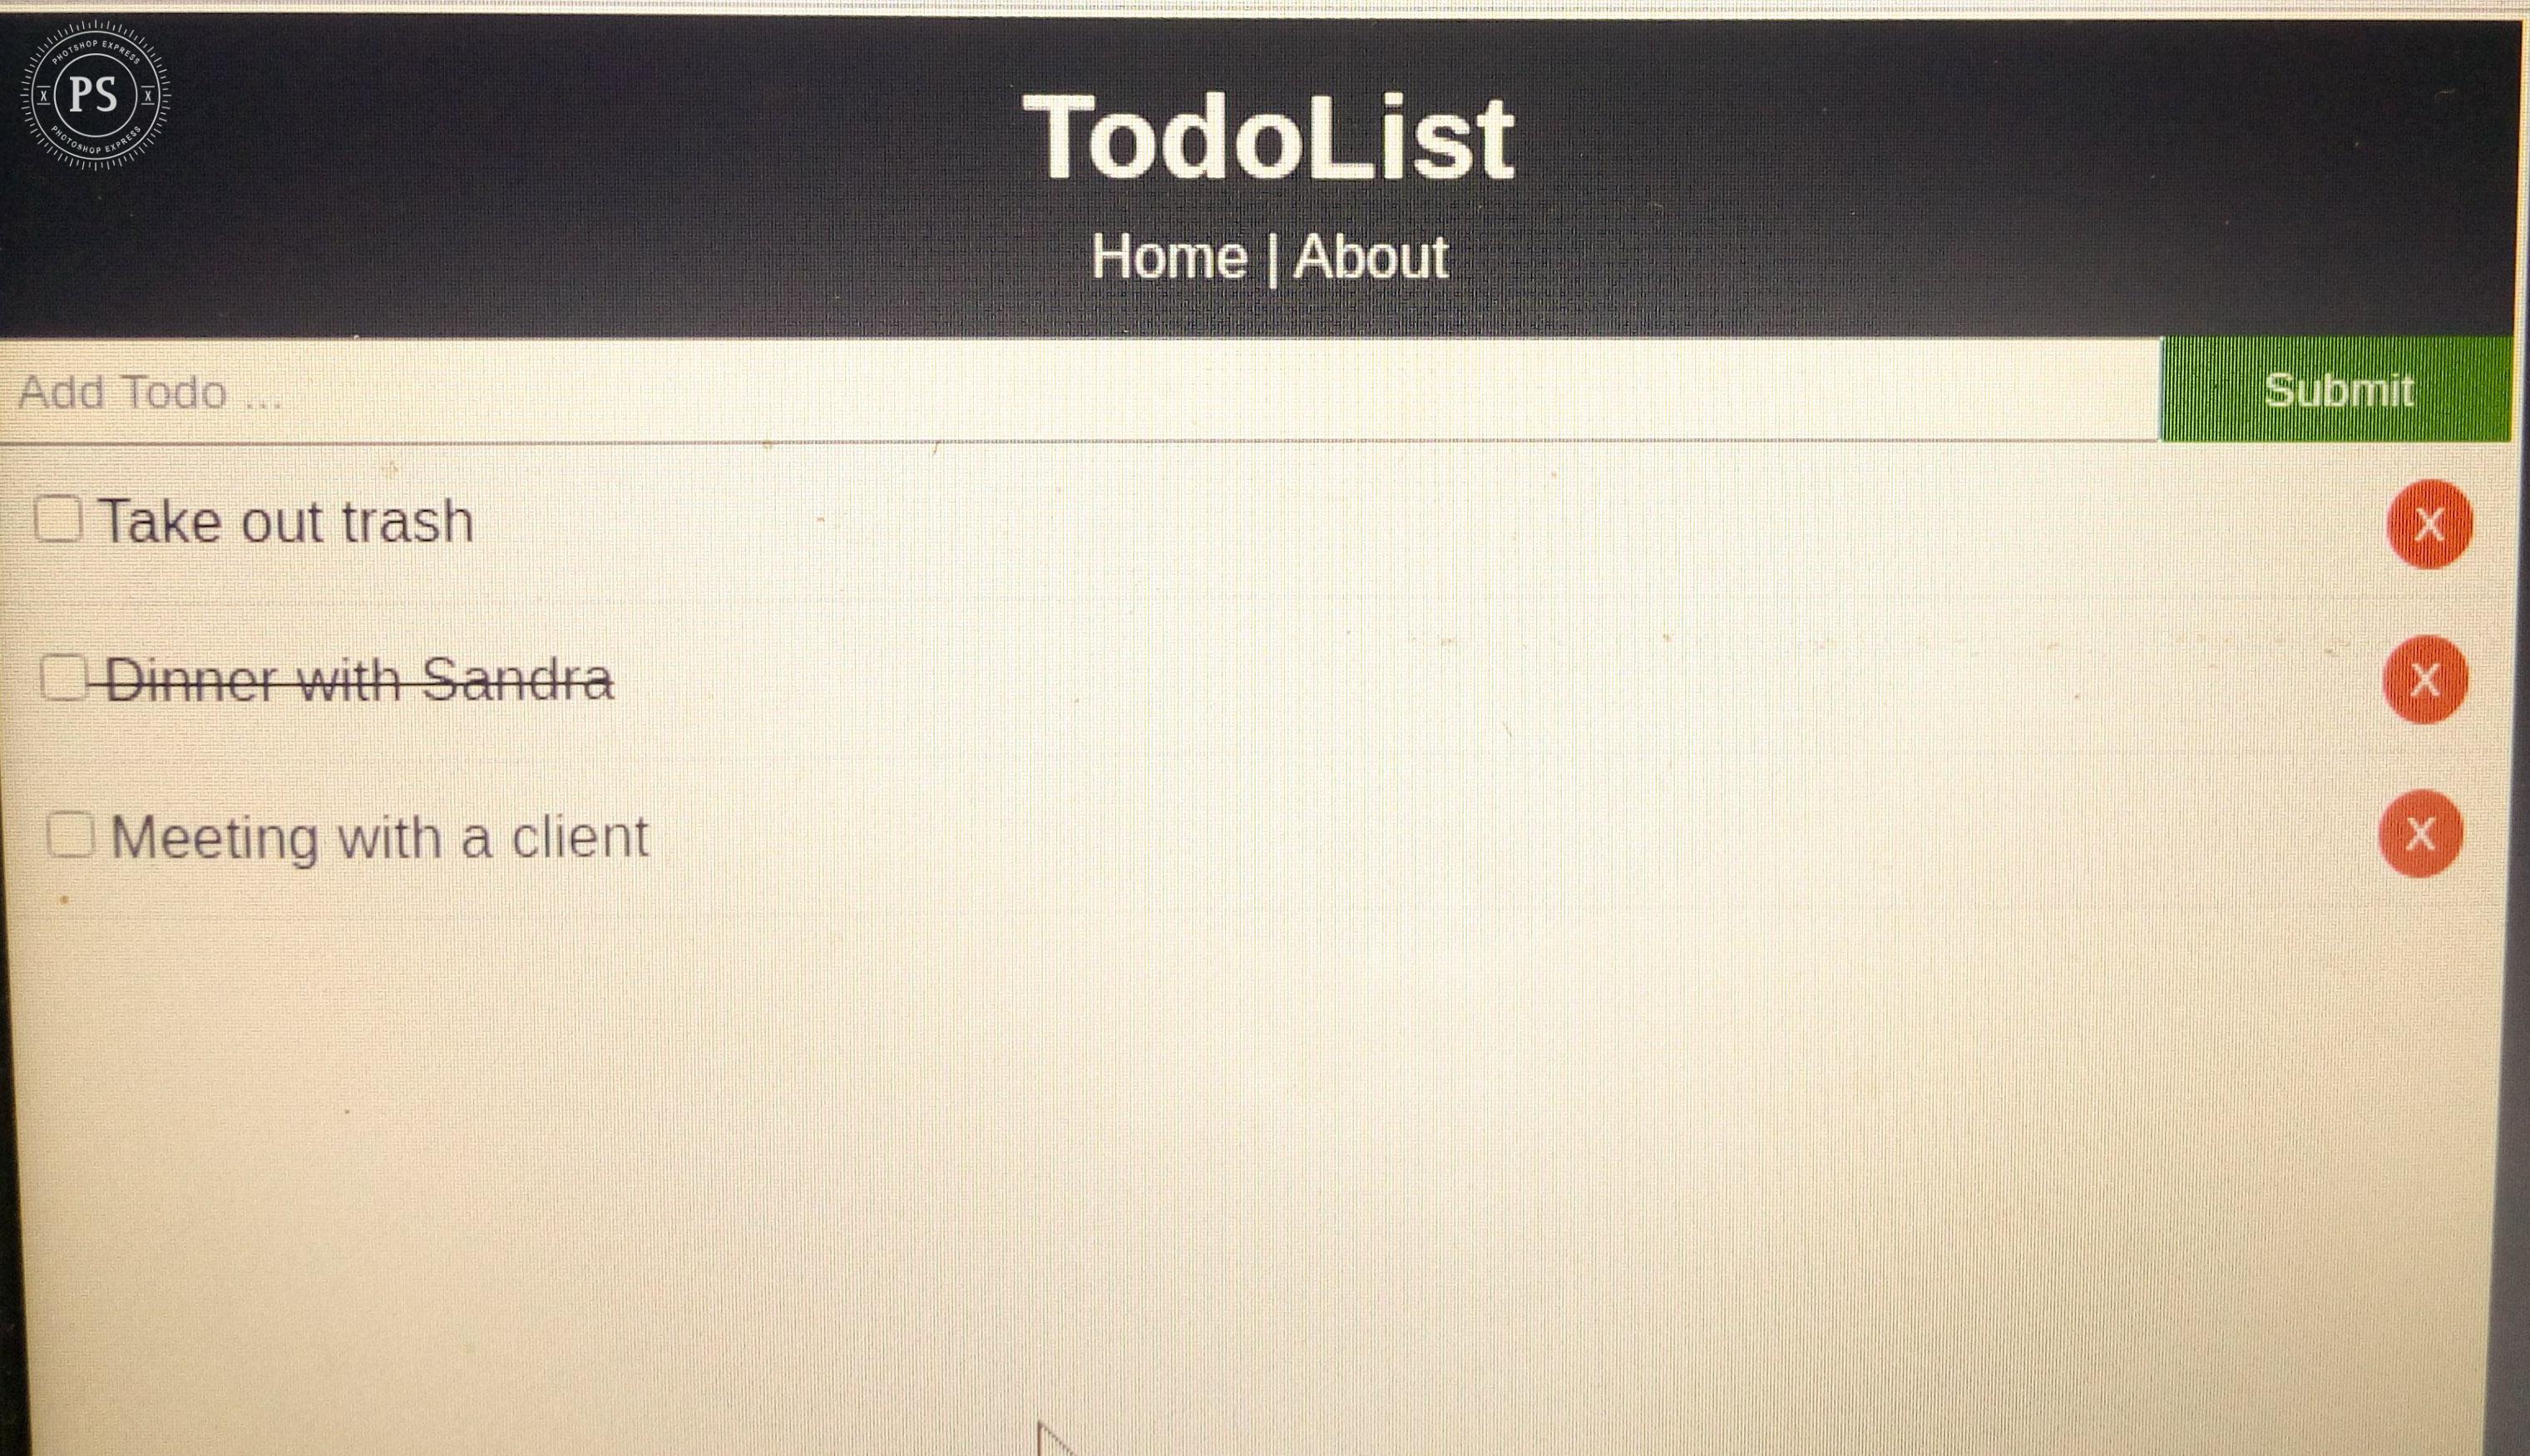 PHOTSHOP EXPRESS
X PS X
PHOTOSHOP EXPRESS
TodoList
Home | About
Add Todo ...
Submit
Take out trash
X
Dinner with Sandra
X
Meeting with a client
X